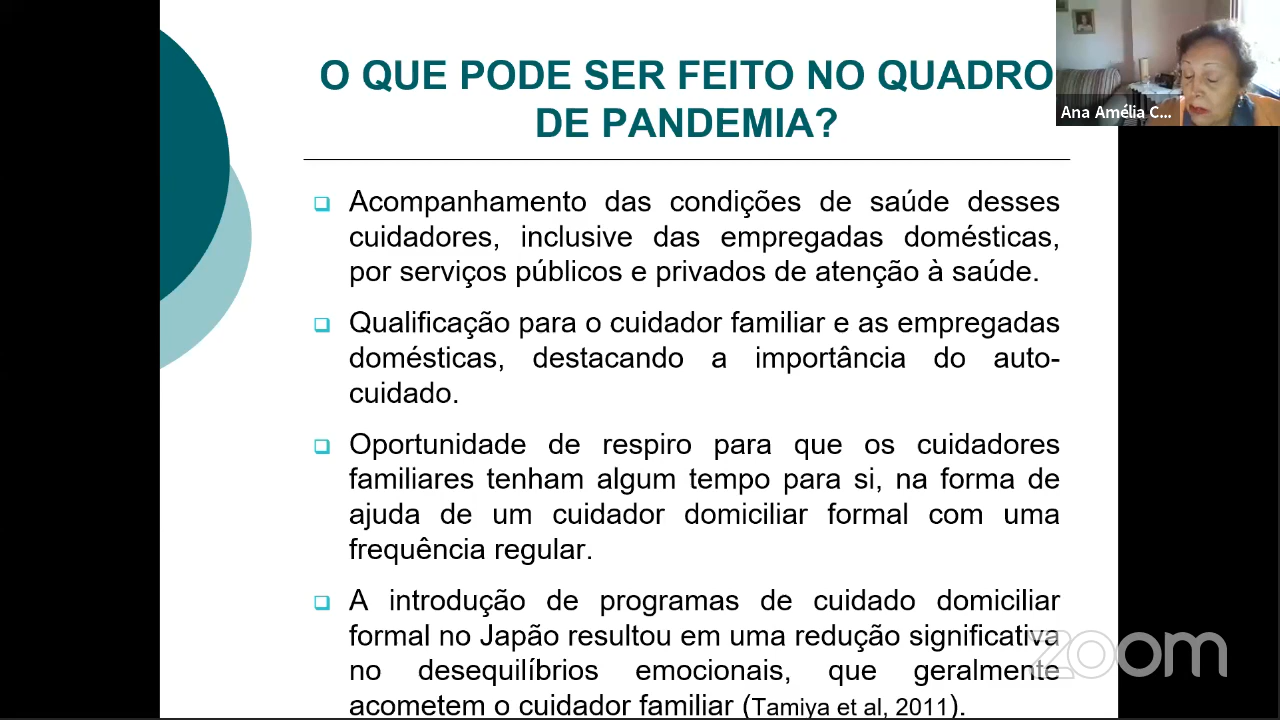 O QUE PODE SER FEITO NO QUADRO
DE PANDEMIA?
Ana Amélia C...
Acompanhamento das condições de saúde desses
cuidadores, inclusive das empregadas domésticas,
por serviços públicos e privados de atenção à saúde.
Qualificação para o cuidador familiar e as empregadas
domésticas, destacando a importância do auto-
cuidado.
Oportunidade de respiro para que os cuidadores
familiares tenham algum tempo para si, na forma de
ajuda de um cuidador domiciliar formal com uma
frequência regular.
A introdução de programas de cuidado domiciliar
formal no Japão resultou em uma redução significativa
no desequilíbrios emocionais, que geralmente
acometem o cuidador familiar (Tamiya et al, 2011).
zoom